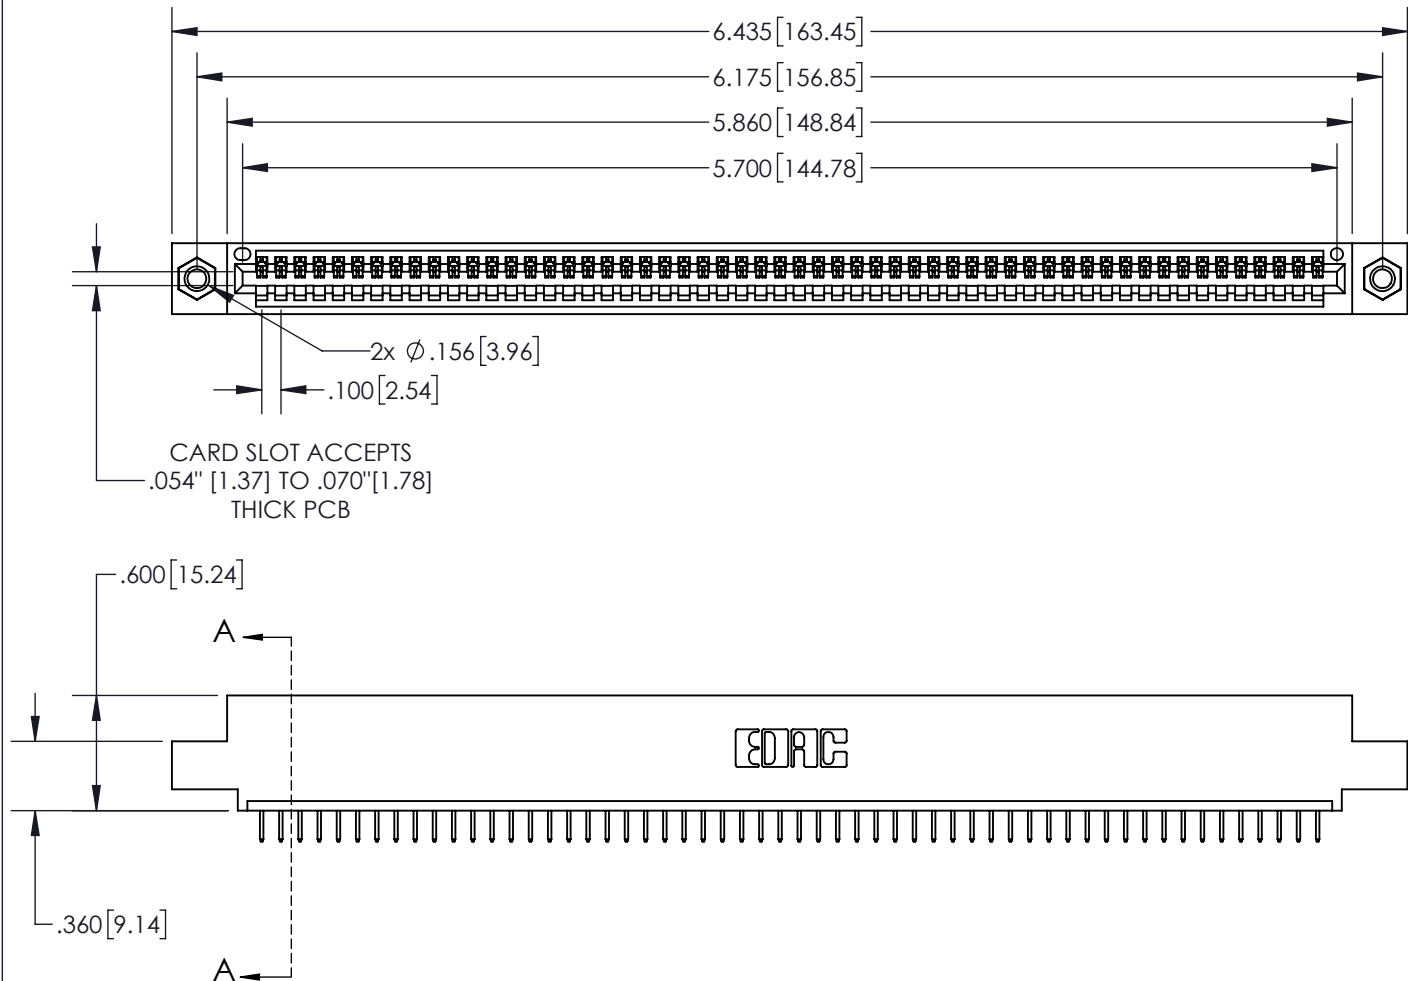 6.435[163.45]
6.175[156.85]
5.860[148.84]
5.700[144.78]
2x Ø.156[3.96]
.100[2.54]
CARD SLOT ACCEPTS
.054" [1.37] TO .070"[1.78]
THICK PCB
.600[15.24]
A
EDAC
.360[9.14]
A